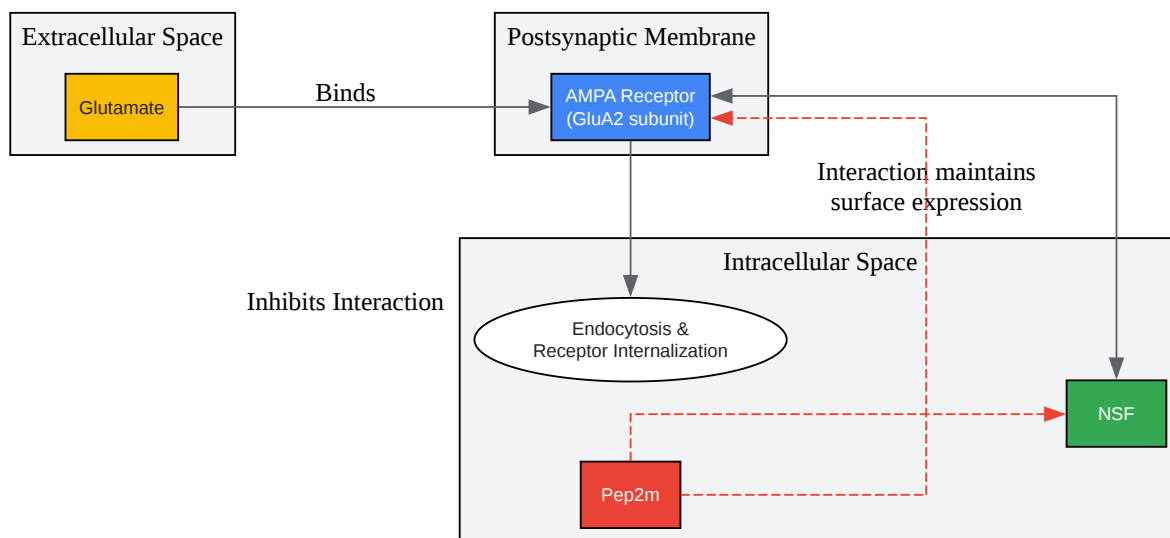 Extracellular Space
Postsynaptic Membrane
Glutamate
Binds
AMPA Receptor
(GluA2 subunit)
Interaction maintains
surface expression
Intracellular Space
Inhibits Interaction
Endocytosis &
Receptor Internalization
NSF
Pep2m